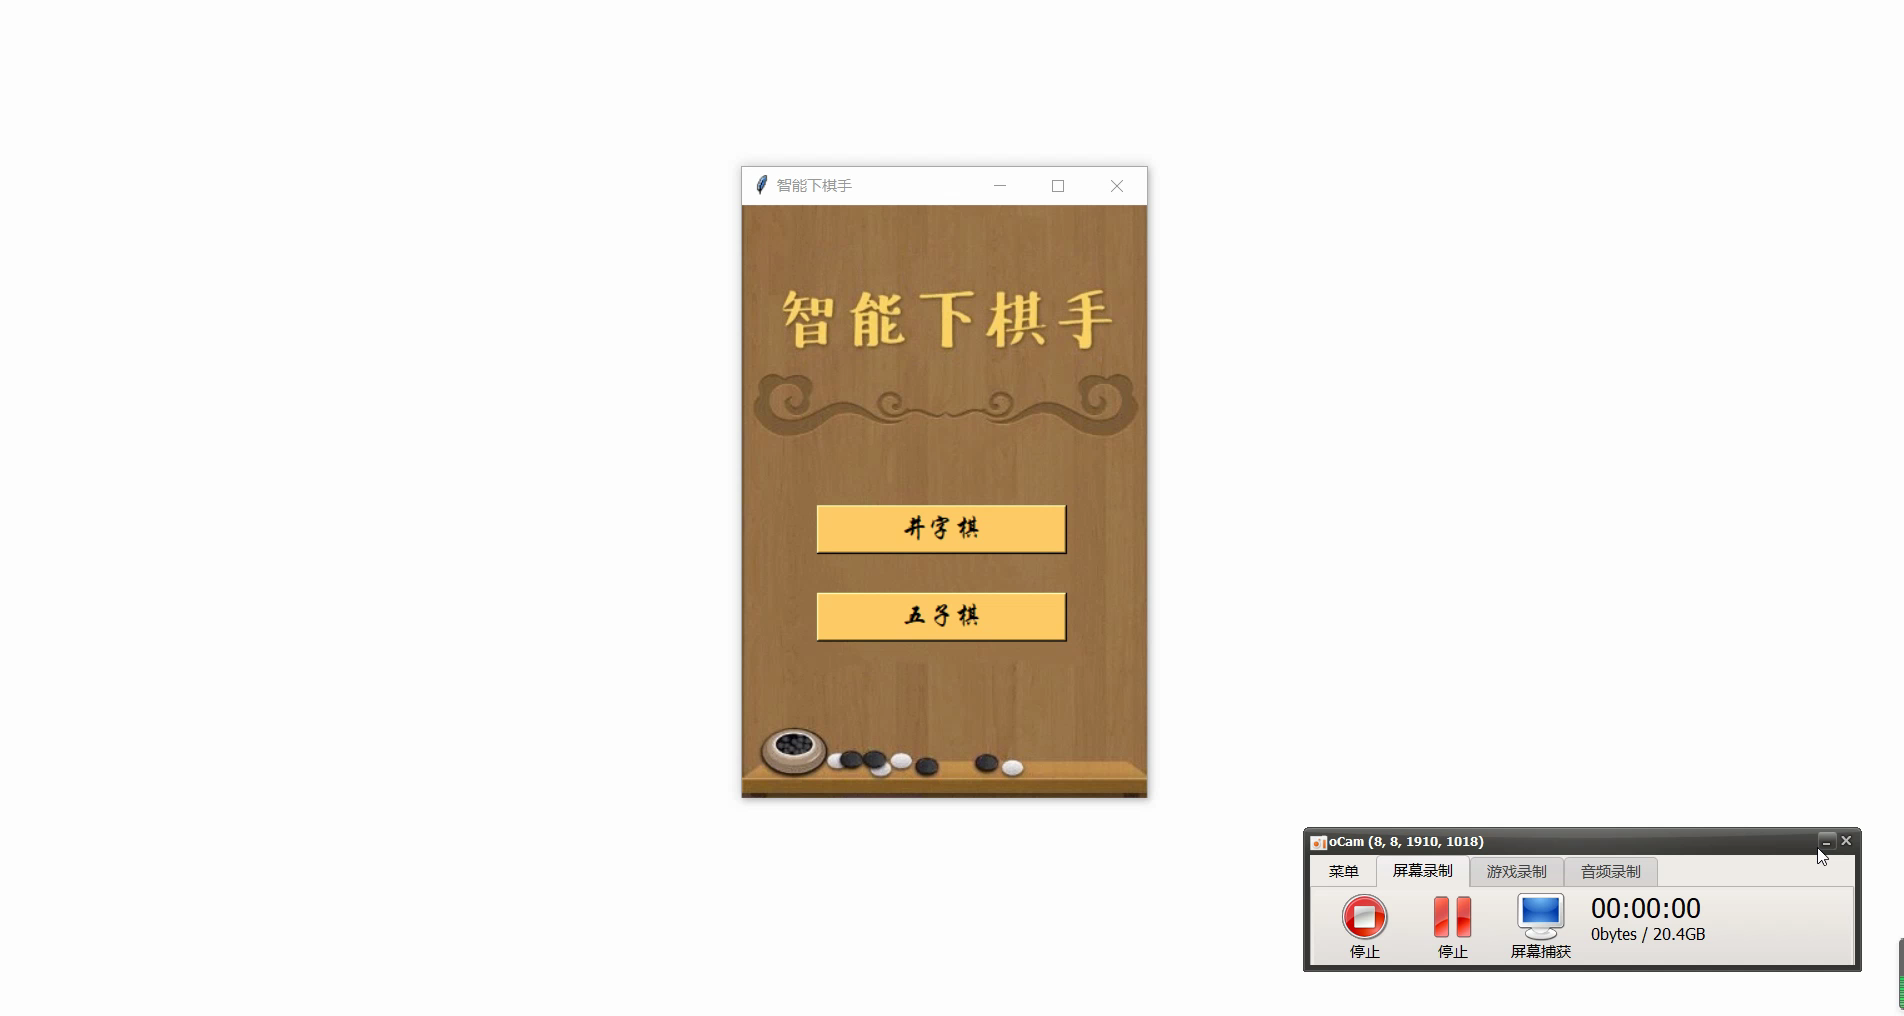 智能下棋手
智能下棋手
井字棋
五子棋
oCam (8, 8, 1910, 1018)
菜单 屏幕录制 游戏录制 音频录制
00:00:00
0bytes / 20.4GB
停止 停止 屏幕捕获